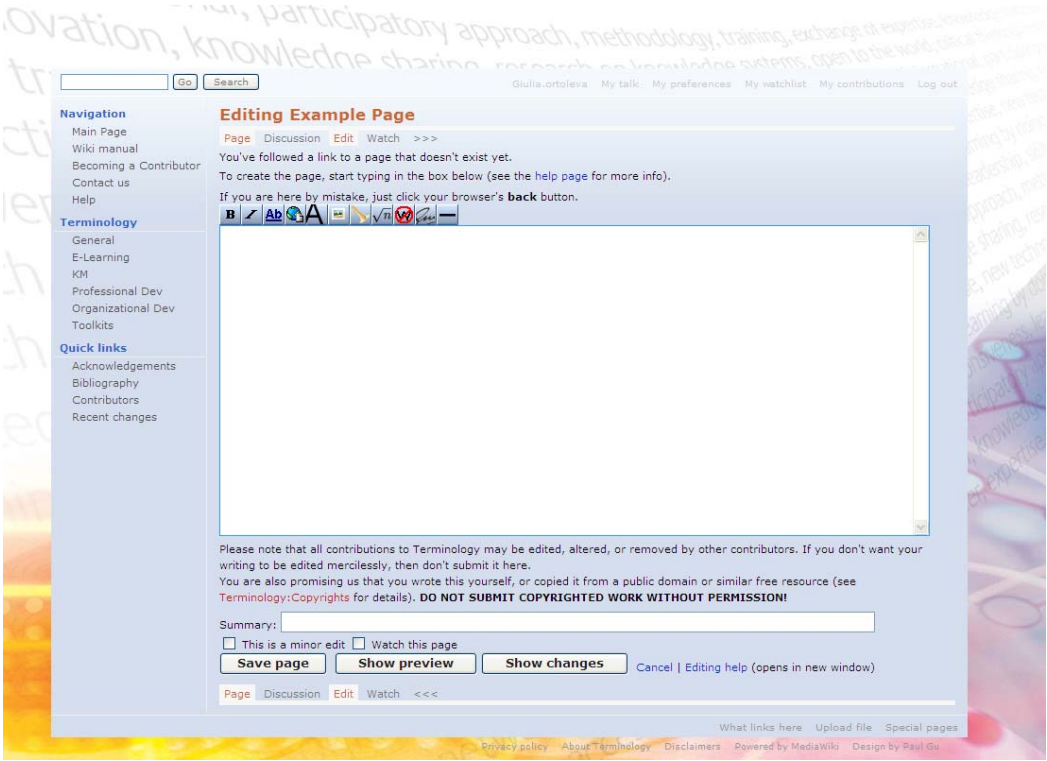 ovation, knowledge sharing, research on knowledge systems, open to the world,
participatory approach, methodology, training, exchange of expertise,
Go Search
Giulia.ortoleva My talk My preferences My watchlist My contributions Log out
Navigation
Main Page
Wiki manual
Becoming a Contributor
Contact us
Help
Terminology
General
E-Learning
KM
Professional Dev
Organizational Dev
Toolkits
Quick links
Acknowledgements
Bibliography
Contributors
Recent changes
Editing Example Page
Page Discussion Edit Watch >>>
You've followed a link to a page that doesn't exist yet.
To create the page, start typing in the box below (see the help page for more info).
If you are here by mistake, just click your browser's back button.
B I Ab A √n W
Please note that all contributions to Terminology may be edited, altered, or removed by other contributors. If you don't want your
writing to be edited mercilessly, then don't submit it here.
You are also promising us that you wrote this yourself, or copied it from a public domain or similar free resource (see
Terminology:Copyrights for details). DO NOT SUBMIT COPYRIGHTED WORK WITHOUT PERMISSION!
Summary:
This is a minor edit Watch this page
Save page Show preview Show changes Cancel | Editing help (opens in new window)
Page Discussion Edit Watch <<<
What links here Upload file Special pages
Privacy policy About Terminology Disclaimers Powered by MediaWiki Design by Paul Gu